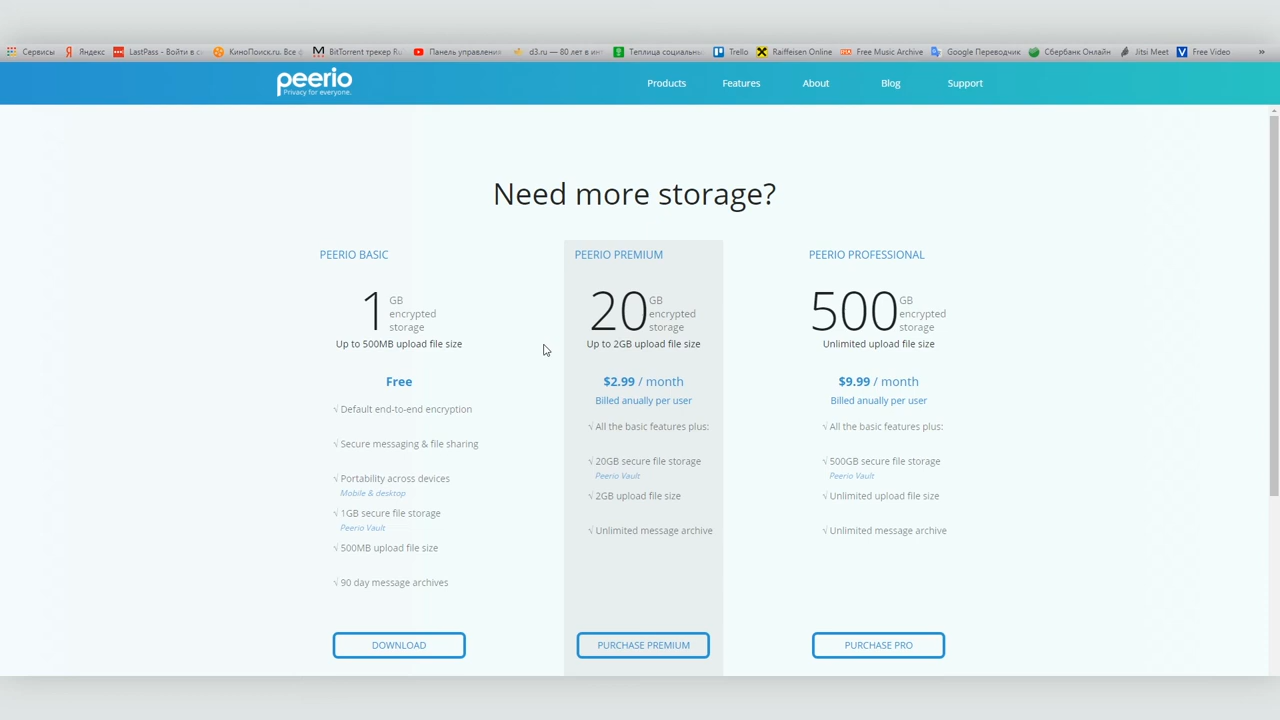 Сервисы Яндекс LastPass - Войти в си КиноПоиск.ru. Все ф BitTorrent трекер Ru Панель управления d3.ru — 80 лет в инт Теплица социальны Trello Raiffeisen Online Free Music Archive Google Переводчик Сбербанк Онлайн Jitsi Meet Free Video »
peerio
Privacy for everyone.
Products Features About Blog Support
Need more storage?
PEERIO BASIC
1 GB encrypted storage
Up to 500MB upload file size
Free
√ Default end-to-end encryption
√ Secure messaging & file sharing
√ Portability across devices
Mobile & desktop
√ 1GB secure file storage
Peerio Vault
√ 500MB upload file size
√ 90 day message archives
DOWNLOAD
PEERIO PREMIUM
20 GB encrypted storage
Up to 2GB upload file size
$2.99 / month
Billed anually per user
√ All the basic features plus:
√ 20GB secure file storage
Peerio Vault
√ 2GB upload file size
√ Unlimited message archive
PURCHASE PREMIUM
PEERIO PROFESSIONAL
500 GB encrypted storage
Unlimited upload file size
$9.99 / month
Billed anually per user
√ All the basic features plus:
√ 500GB secure file storage
Peerio Vault
√ Unlimited upload file size
√ Unlimited message archive
PURCHASE PRO